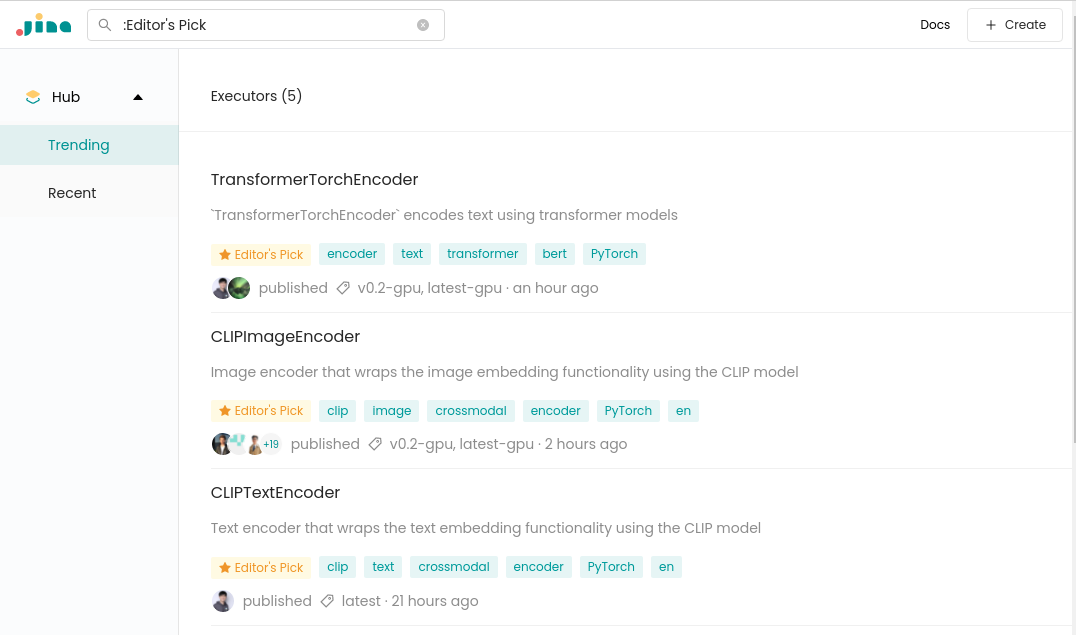 Jina
:Editor's Pick
Docs
+ Create
Hub
Trending
Recent
Executors (5)
TransformerTorchEncoder
`TransformerTorchEncoder` encodes text using transformer models
Editor's Pick encoder text transformer bert PyTorch
published v0.2-gpu, latest-gpu · an hour ago
CLIPImageEncoder
Image encoder that wraps the image embedding functionality using the CLIP model
Editor's Pick clip image crossmodal encoder PyTorch en
+19 published v0.2-gpu, latest-gpu · 2 hours ago
CLIPTextEncoder
Text encoder that wraps the text embedding functionality using the CLIP model
Editor's Pick clip text crossmodal encoder PyTorch en
published latest · 21 hours ago